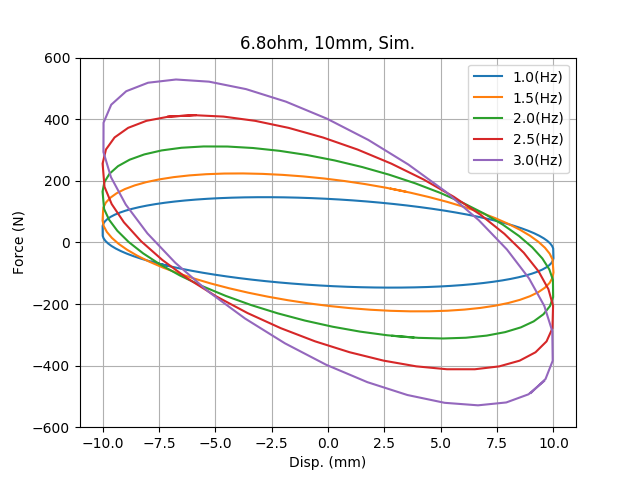 6.8ohm, 10mm, Sim.
1.0(Hz)
1.5(Hz)
2.0(Hz)
2.5(Hz)
3.0(Hz)
600
400
200
0
−200
−400
−600
Force (N)
−10.0 −7.5 −5.0 −2.5 0.0 2.5 5.0 7.5 10.0
Disp. (mm)